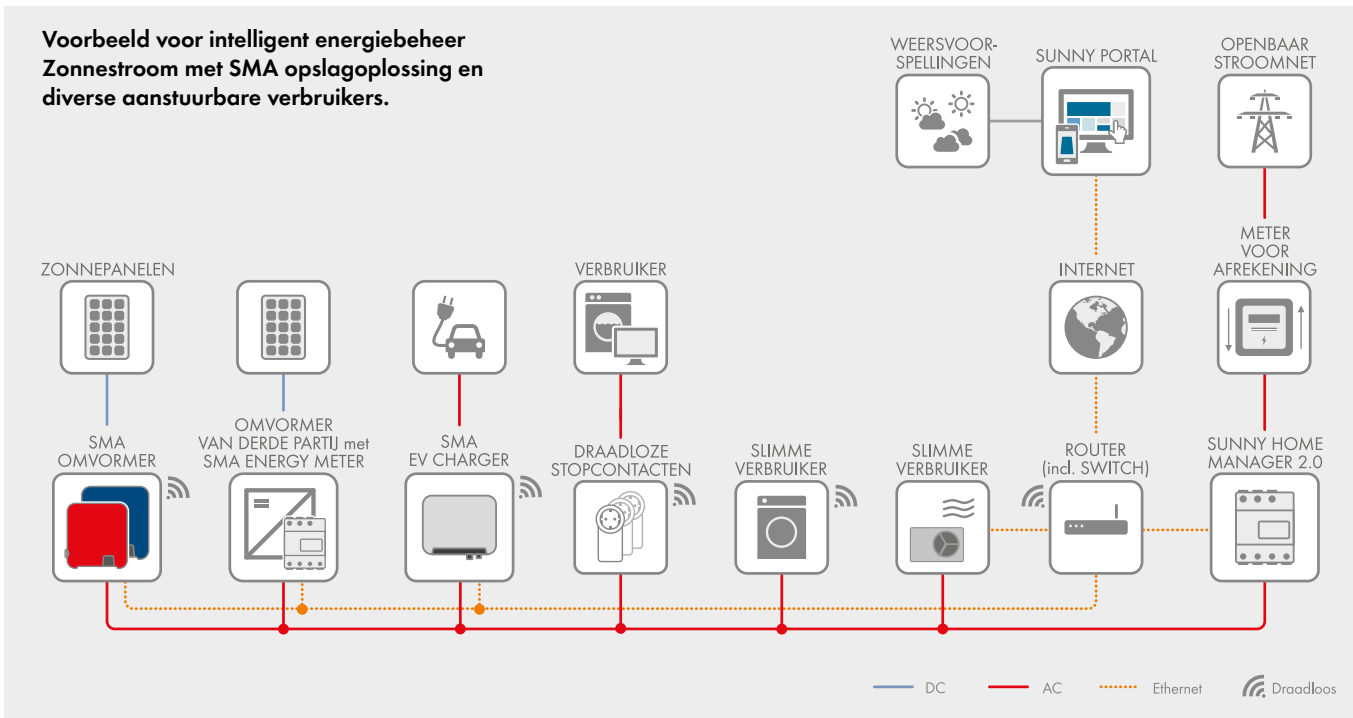 Voorbeeld voor intelligent energiebeheer
Zonnestroom met SMA opslagoplossing en
diverse aanstuurbare verbruikers.
WEERSVOOR-
SPELLINGEN
SUNNY PORTAL
OPENBAAR
STROOMNET
ZONNEPANELEN
VERBRUIKER
INTERNET
METER
VOOR
AFREKENING
SMA
OMVORMER
OMVORMER
VAN DERDE PARTIJ met
SMA ENERGY METER
SMA
EV CHARGER
DRAADLOZE
STOPCONTACTEN
SLIMME
VERBRUIKER
SLIMME
VERBRUIKER
ROUTER
(incl. SWITCH)
SUNNY HOME
MANAGER 2.0
DC
AC
Ethernet
Draadloos